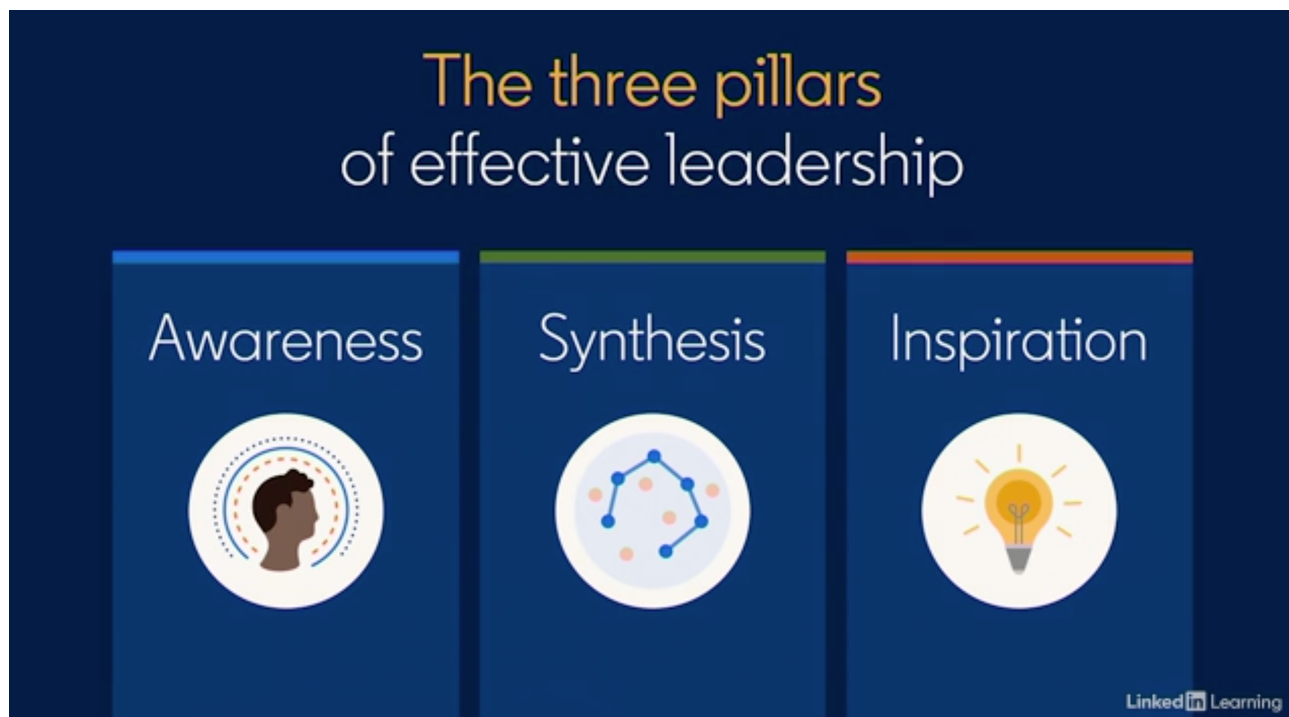 The three pillars
of effective leadership
Awareness
Synthesis
Inspiration
Linked in Learning